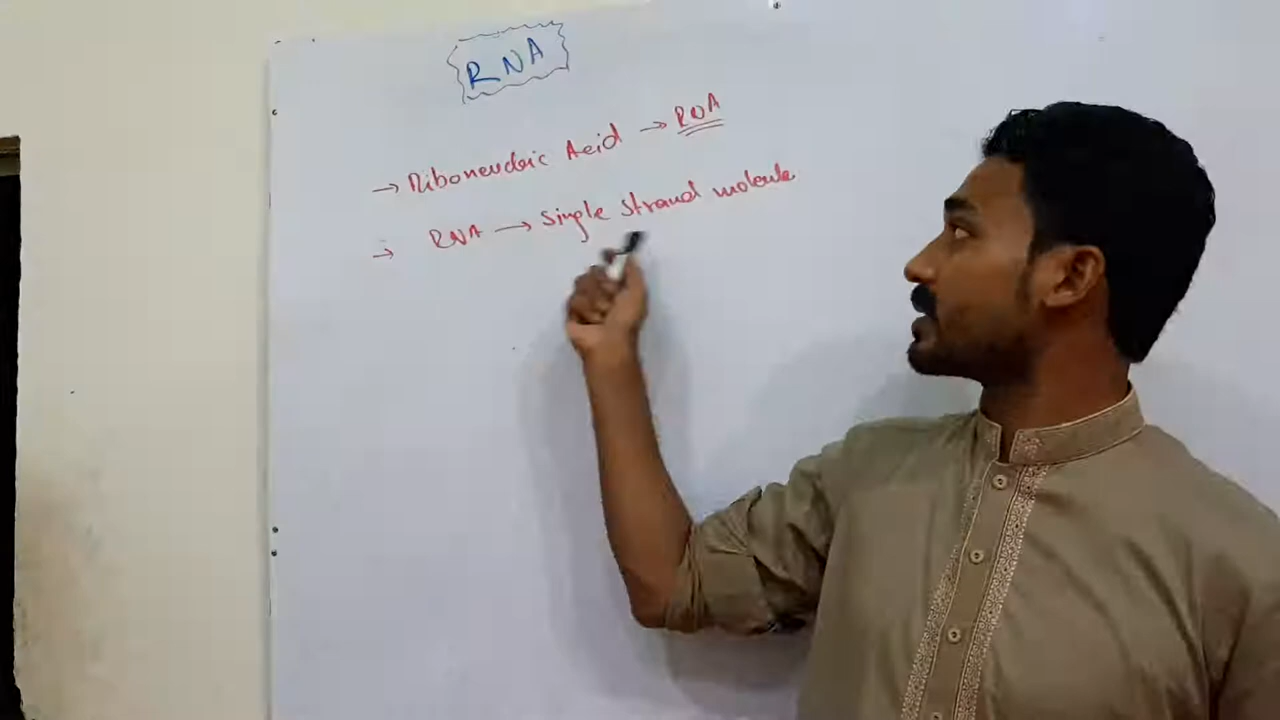 RNA
→ Ribonucleic Acid → RNA
→ RNA → Single strand molecule